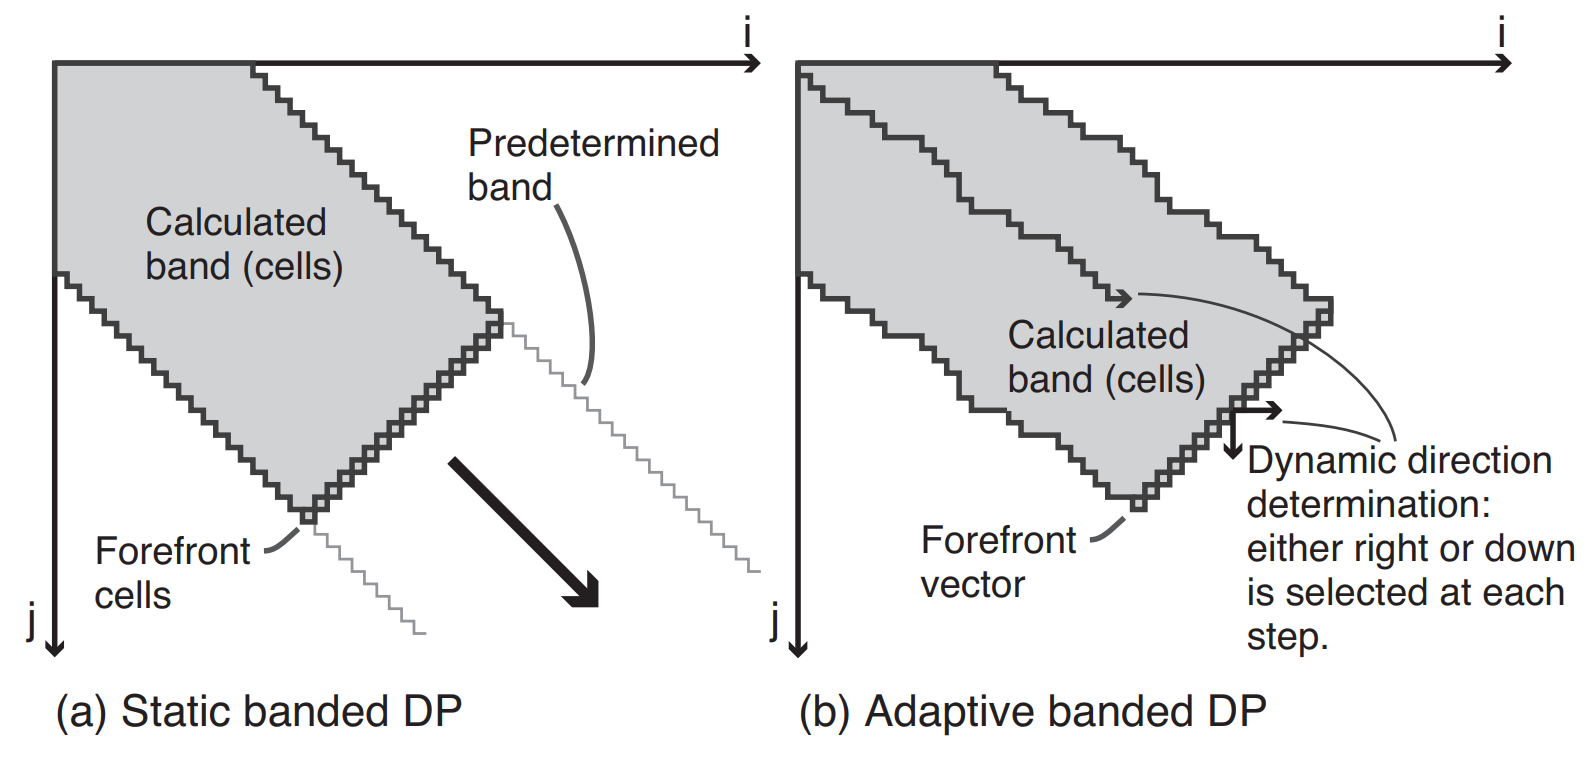 i
Predetermined
band
Calculated
band (cells)
Forefront
cells
j
(a) Static banded DP
i
Calculated
band (cells)
Dynamic direction
determination:
either right or down
is selected at each
step.
Forefront
vector
j
(b) Adaptive banded DP